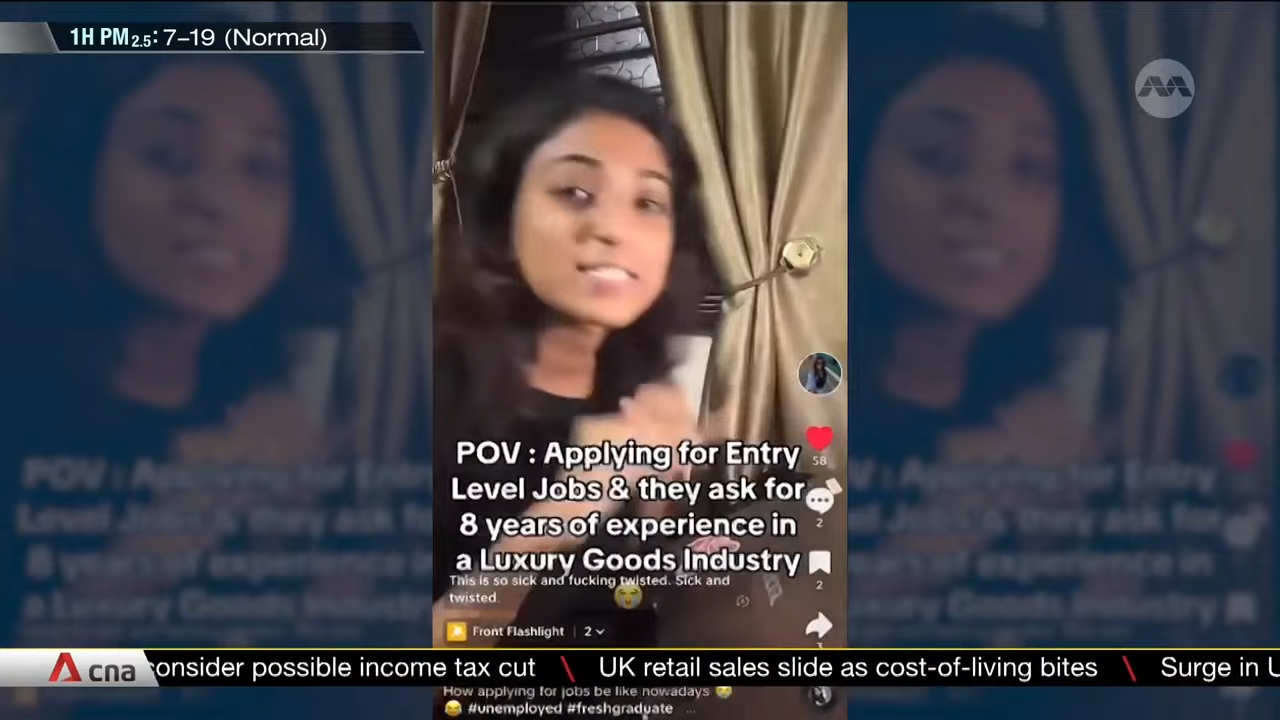 1H PM2.5: 7–19 (Normal)
POV : Applying for Entry
Level Jobs & they ask for
8 years of experience in
a Luxury Goods Industry
58
2
2
This is so sick and fucking twisted. Sick and
twisted.
Front Flashlight | 2
cna
onsider possible income tax cut \ UK retail sales slide as cost-of-living bites \ Surge in U
How applying for jobs be like nowadays 😭
😂 #unemployed #freshgraduate ...